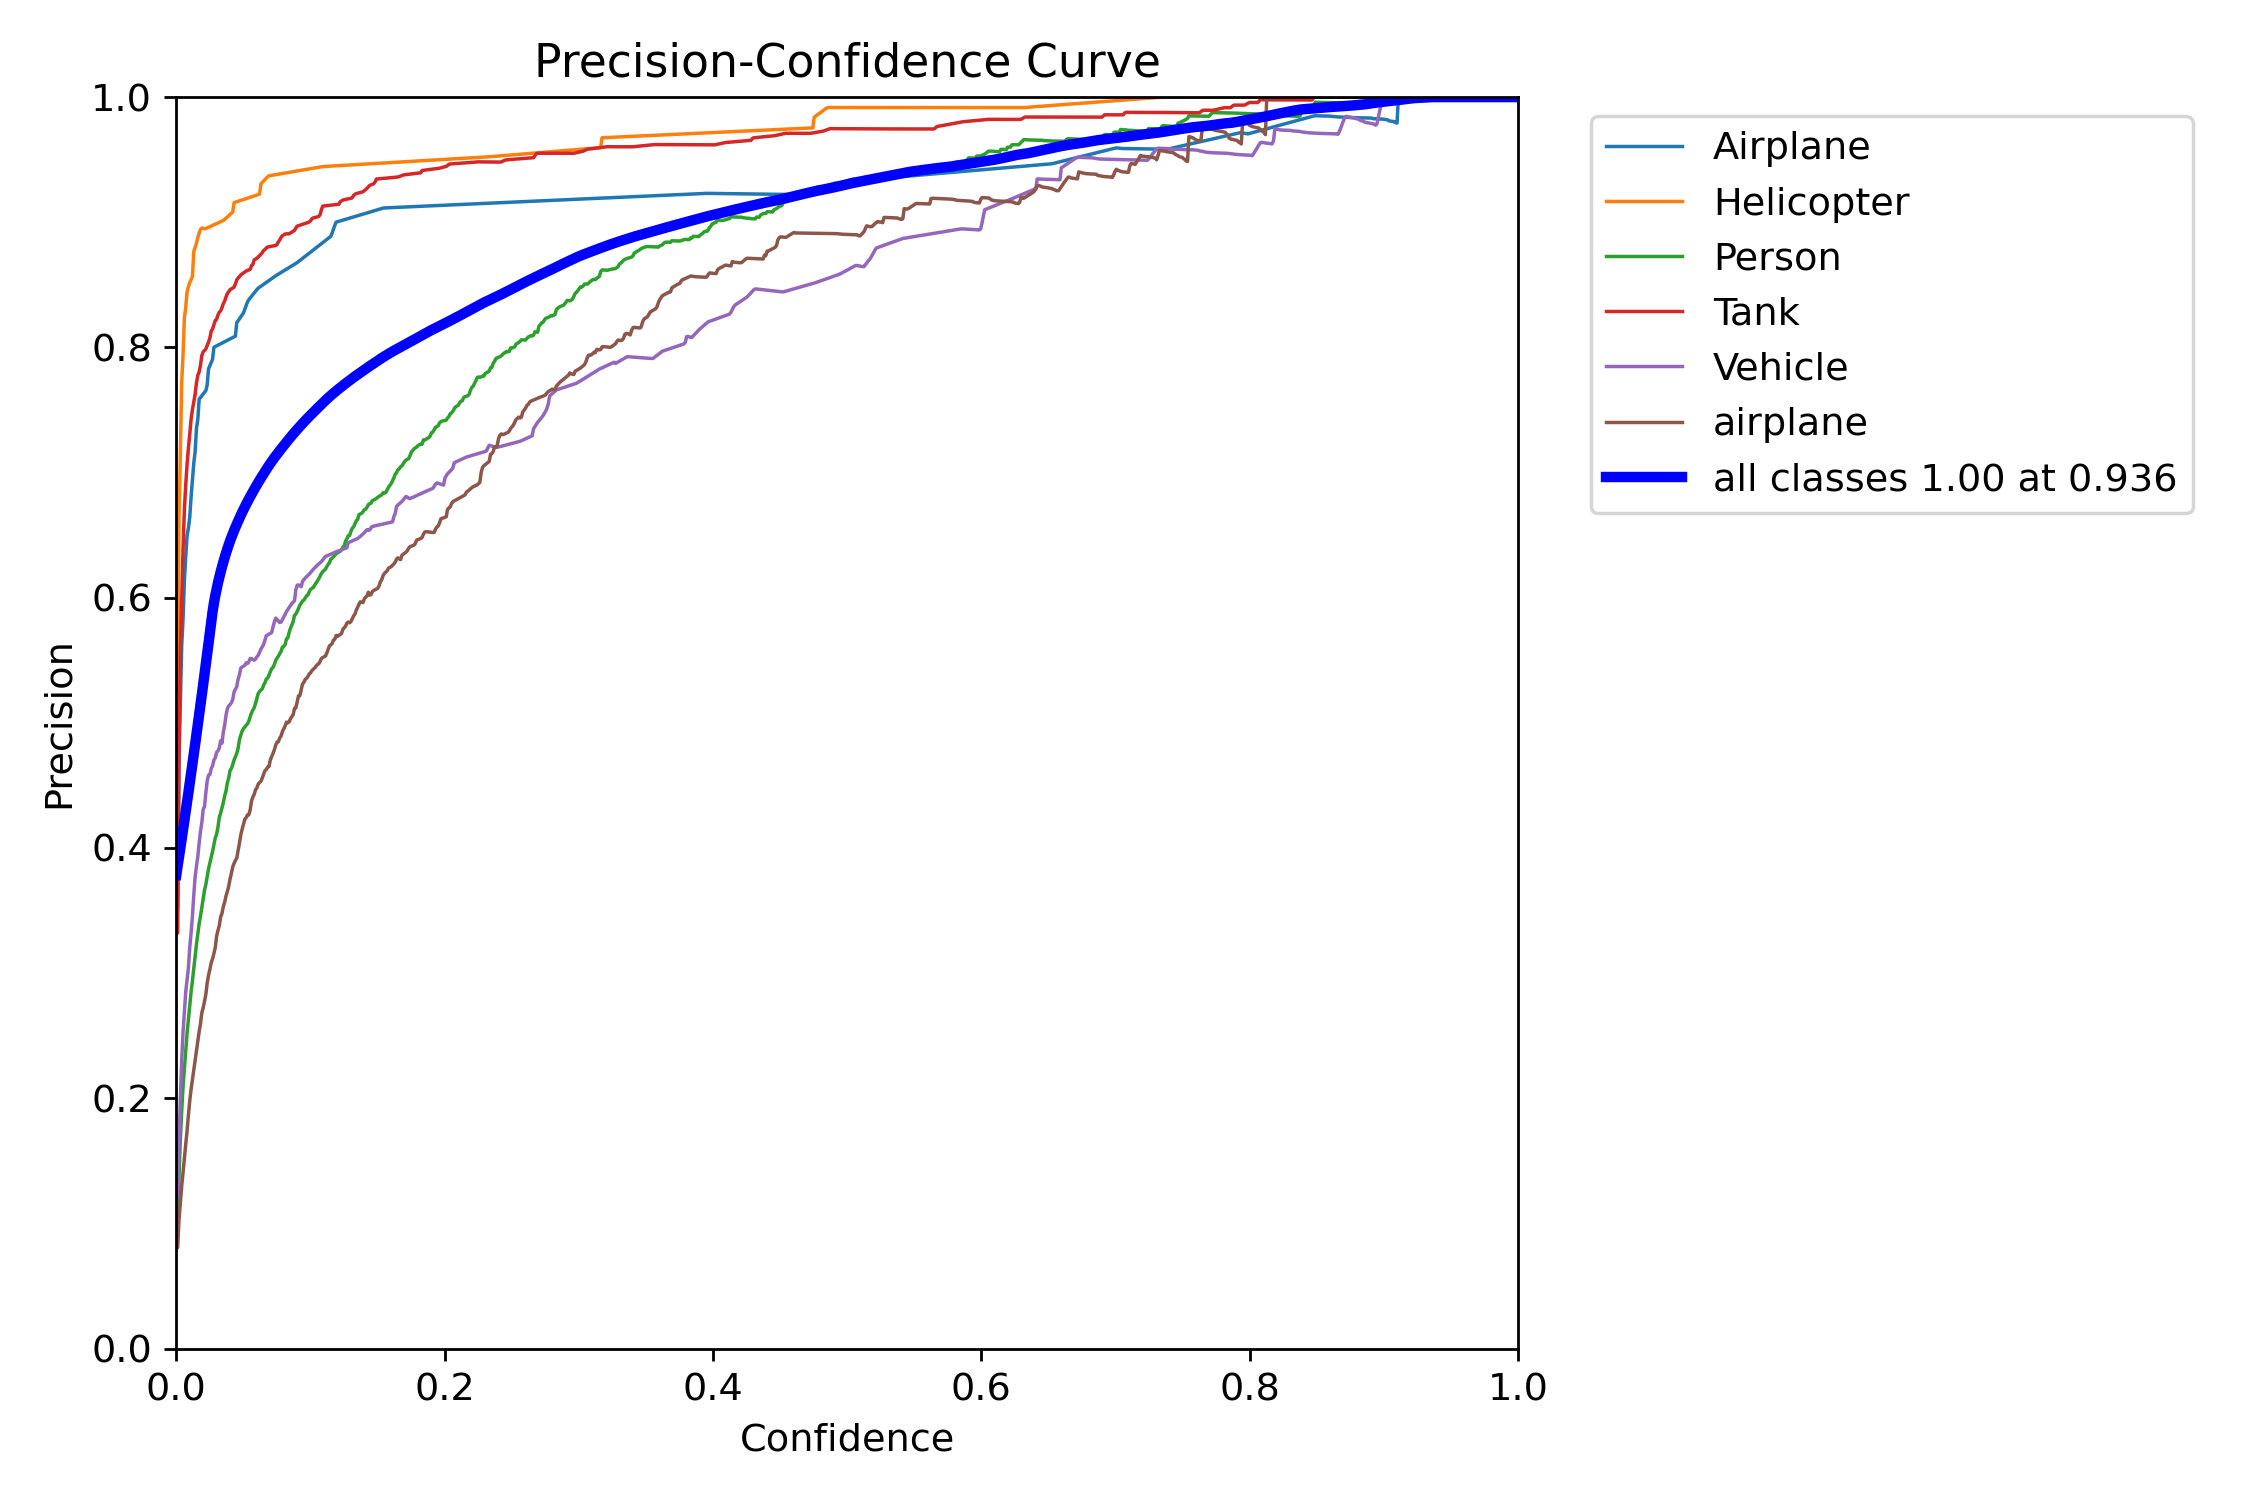 Precision-Confidence Curve
1.0
0.8
0.6
0.4
0.2
0.0
Precision
0.0 0.2 0.4 0.6 0.8 1.0
Confidence
Airplane
Helicopter
Person
Tank
Vehicle
airplane
all classes 1.00 at 0.936